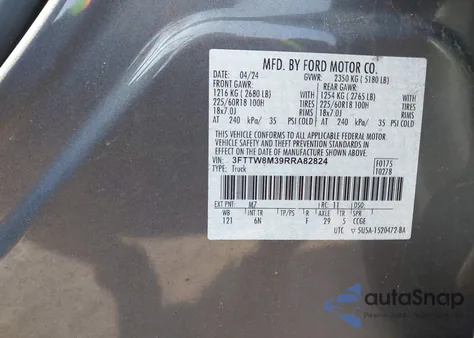 MFD. BY FORD MOTOR CO.
04/24 GVWR: 2350 KG ( 5180 LB)
FRONT GAWR: REAR GAWR:
1216 KG ( 2680 LB) WITH 1254 KG ( 2765 LB) WITH
225/60R18 100H TIRES 225/60R18 100H TIRES
18x7.0J RIMS 18x7.0J RIMS
AT 240 kPa/ 35 PSI COLD AT 240 kPa/ 35 PSI COLD
THIS VEHICLE CONFORMS TO ALL APPLICABLE FEDERAL MOTOR
VEHICLE SAFETY AND THEFT PREVENTION STANDARDS IN EFFECT
ON THE DATE OF MANUFACTURE SHOWN ABOVE.
VIN: 3FTTW8M39RRA82824 F0175
TYPE: Truck T0278
EXT PNT: M7 RC: 11 DSO:
WB INT TR TP/PS R AXLE TR SPR
121 6N F 29 5 CCGE
UTC 5U5A-1520472-BA
autoSnap